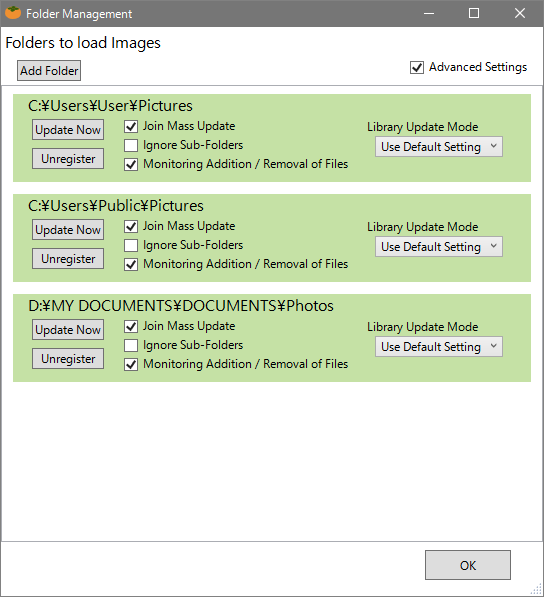 Folder Management
Folders to load Images
Add Folder
Advanced Settings
C:¥Users¥User¥Pictures
Update Now
Join Mass Update
Library Update Mode
Ignore Sub-Folders
Use Default Setting
Unregister
Monitoring Addition / Removal of Files
C:¥Users¥Public¥Pictures
Update Now
Join Mass Update
Library Update Mode
Ignore Sub-Folders
Use Default Setting
Unregister
Monitoring Addition / Removal of Files
D:¥MY DOCUMENTS¥DOCUMENTS¥Photos
Update Now
Join Mass Update
Library Update Mode
Ignore Sub-Folders
Use Default Setting
Unregister
Monitoring Addition / Removal of Files
OK